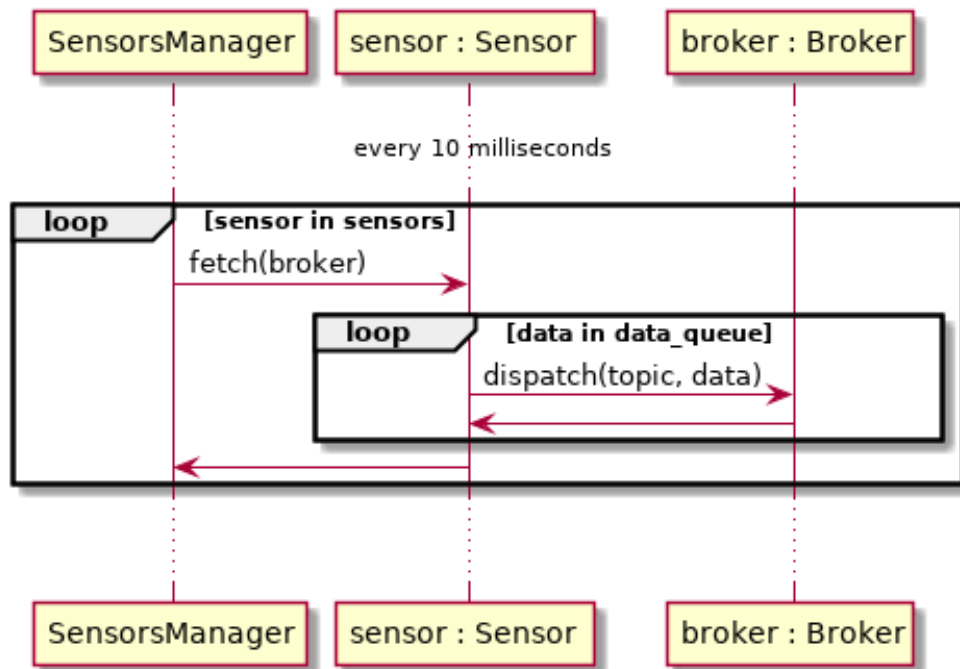 SensorsManager
sensor : Sensor
broker : Broker
every 10 milliseconds
loop
[sensor in sensors]
fetch(broker)
loop
[data in data_queue]
dispatch(topic, data)
SensorsManager
sensor : Sensor
broker : Broker